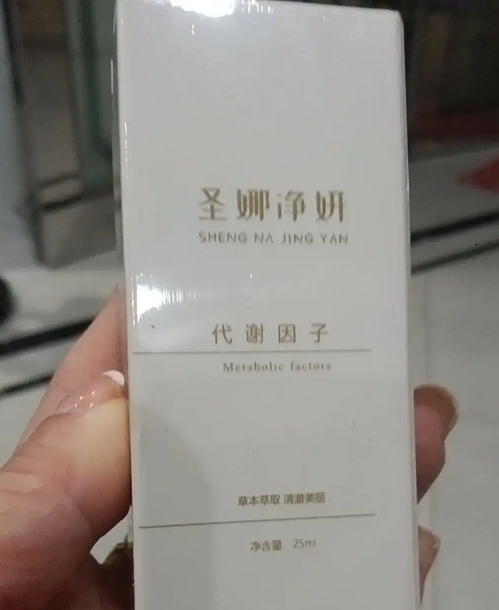 圣娜净妍
SHENG NA JING YAN
代谢因子
Metabolic factors
草本萃取 清澈美丽
净含量 25ml